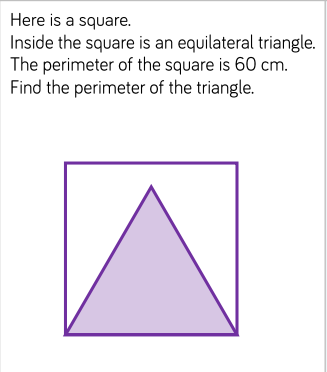 Here is a square.
Inside the square is an equilateral triangle.
The perimeter of the square is 60 cm.
Find the perimeter of the triangle.